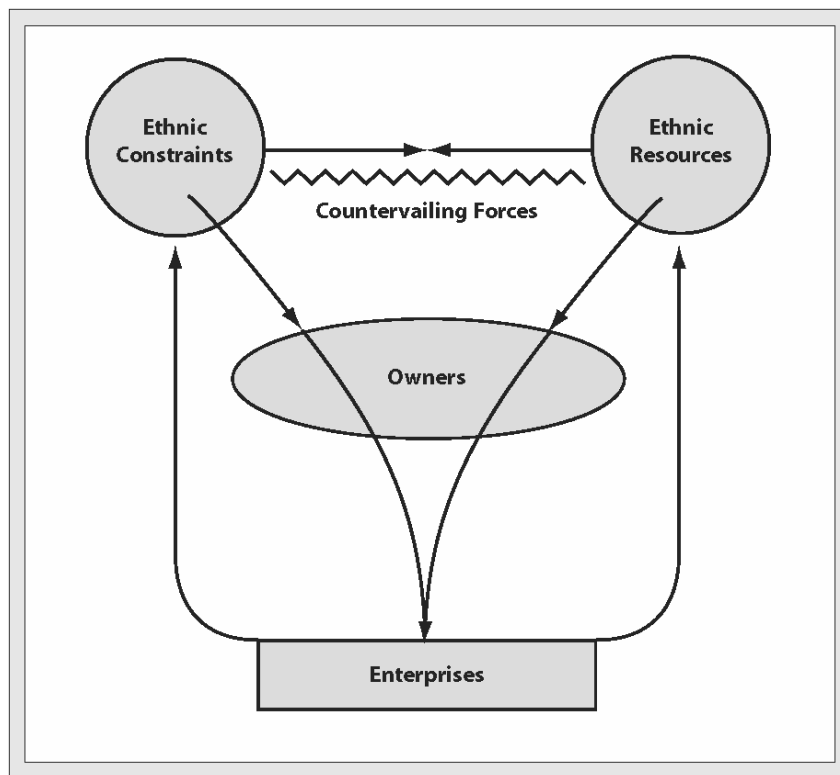 Ethnic
Constraints
Ethnic
Resources
Countervailing Forces
Owners
Enterprises